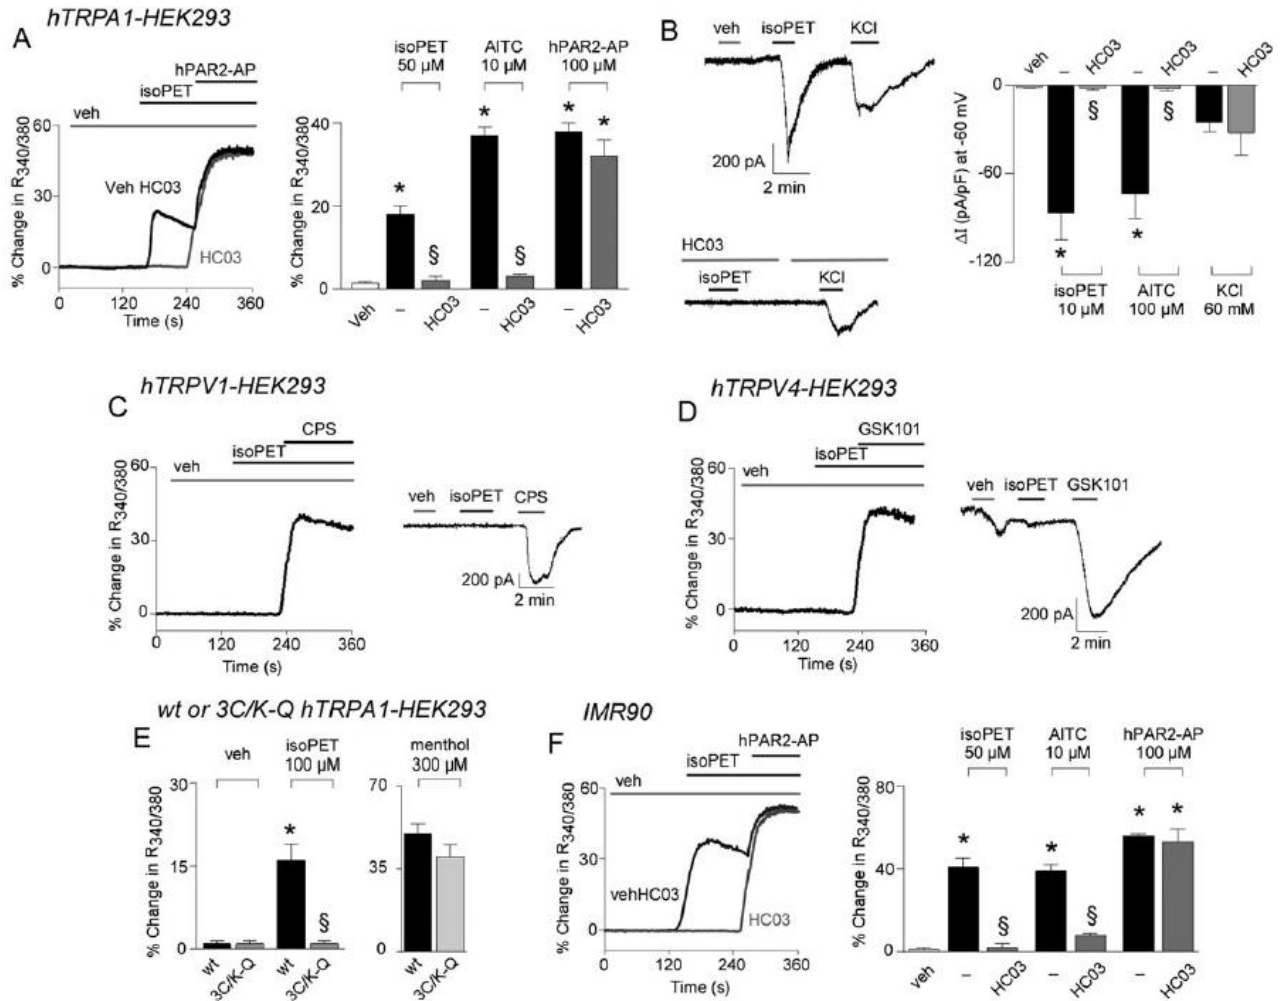 hTRPA1-HEK293
A
hPAR2-AP
isoPET
veh
60
30
0
Veh HC03
HC03
% Change in R340/380
0 120 240 360
Time (s)
isoPET 50 µM
AITC 10 µM
hPAR2-AP 100 µM
40
20
0
% Change in R340/380
* § * § * *
Veh – HC03 – HC03 – HC03
B
veh isoPET KCl
200 pA
2 min
HC03
isoPET KCl
veh – HC03 – HC03 – HC03
0
-60
-120
ΔI (pA/pF) at -60 mV
* § * §
isoPET 10 µM
AITC 100 µM
KCl 60 mM
hTRPV1-HEK293
C
CPS
isoPET
veh
60
30
0
% Change in R340/380
0 120 240 360
Time (s)
veh isoPET CPS
200 pA
2 min
hTRPV4-HEK293
D
GSK101
isoPET
veh
60
30
0
% Change in R340/380
0 120 240 360
Time (s)
veh isoPET GSK101
200 pA
2 min
wt or 3C/K-Q hTRPA1-HEK293
E
veh
isoPET 100 µM
menthol 300 µM
30
15
0
% Change in R340/380
* §
wt 3C/K-Q wt 3C/K-Q
70
35
0
wt 3C/K-Q
IMR90
F
hPAR2-AP
isoPET
veh
60
30
0
vehHC03
HC03
% Change in R340/380
0 120 240 360
Time (s)
isoPET 50 µM
AITC 10 µM
hPAR2-AP 100 µM
80
40
0
% Change in R340/380
* § * § * *
veh – HC03 – HC03 – HC03